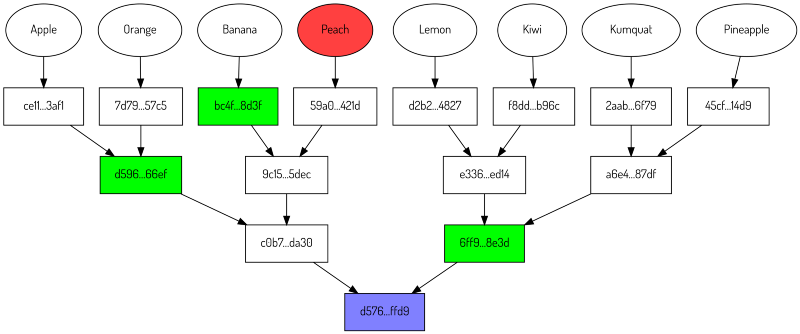 Apple
Orange
Banana
Peach
Lemon
Kiwi
Kumquat
Pineapple
ce11...3af1
7d79...57c5
bc4f...8d3f
59a0...421d
d2b2...4827
f8dd...b96c
2aab...6f79
45cf...14d9
d596...66ef
9c15...5dec
e336...ed14
a6e4...87df
c0b7...da30
6ff9...8e3d
d576...ffd9